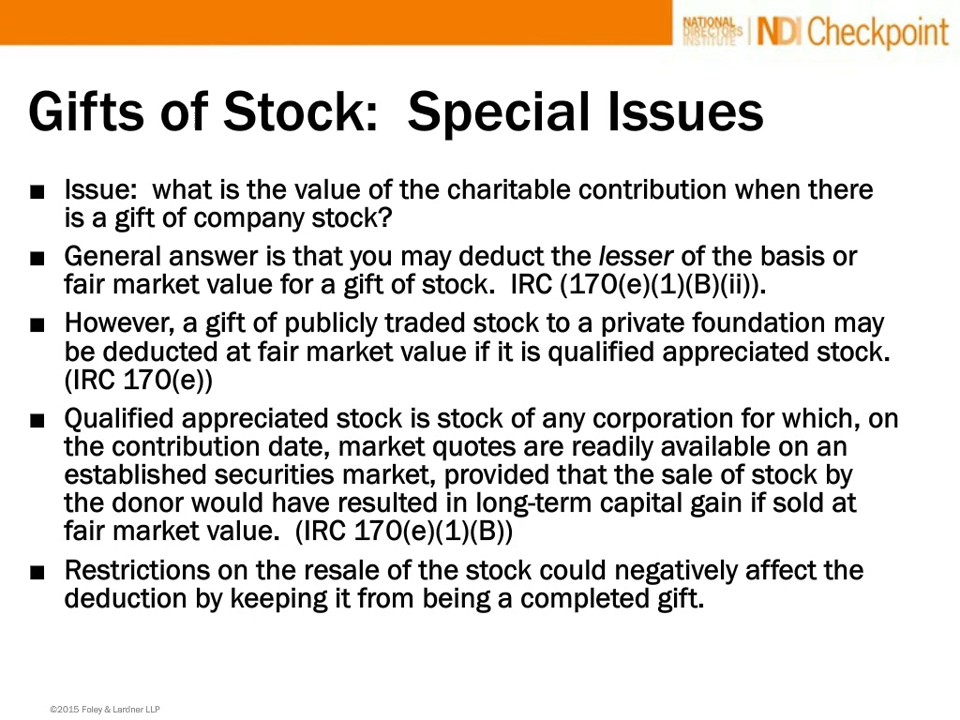 NATIONAL
DIRECTORS
INSTITUTE
NDI Checkpoint
Gifts of Stock: Special Issues
■ Issue: what is the value of the charitable contribution when there
is a gift of company stock?
■ General answer is that you may deduct the lesser of the basis or
fair market value for a gift of stock. IRC (170(e)(1)(B)(ii)).
■ However, a gift of publicly traded stock to a private foundation may
be deducted at fair market value if it is qualified appreciated stock.
(IRC 170(e))
■ Qualified appreciated stock is stock of any corporation for which, on
the contribution date, market quotes are readily available on an
established securities market, provided that the sale of stock by
the donor would have resulted in long-term capital gain if sold at
fair market value. (IRC 170(e)(1)(B))
■ Restrictions on the resale of the stock could negatively affect the
deduction by keeping it from being a completed gift.
©2015 Foley & Lardner LLP